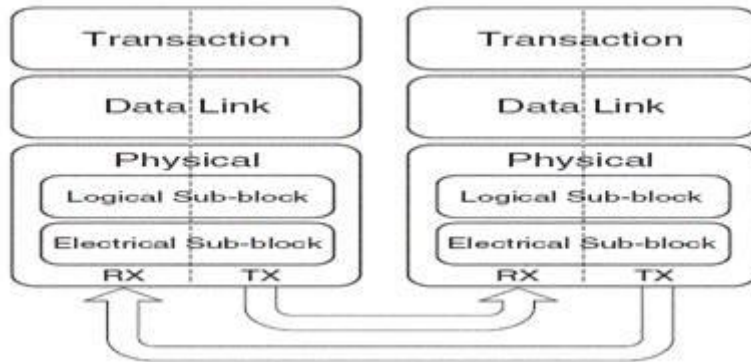 Transaction
Data Link
Physical
Logical Sub-block
Electrical Sub-block
RX TX
Transaction
Data Link
Physical
Logical Sub-block
Electrical Sub-block
RX TX